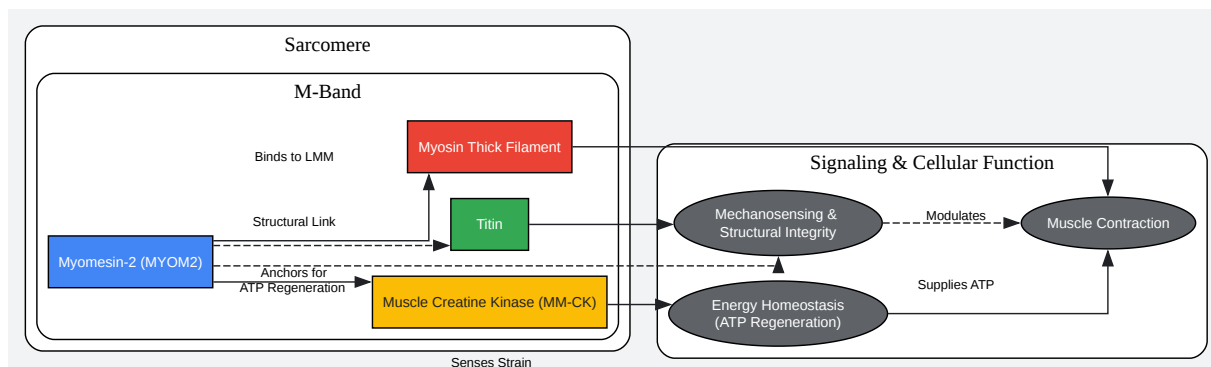 Sarcomere
M-Band
Binds to LMM
Myosin Thick Filament
Signaling & Cellular Function
Structural Link
Titin
Mechanosensing &
Structural Integrity
Modulates
Muscle Contraction
Myomesin-2 (MYOM2)
Anchors for
ATP Regeneration
Muscle Creatine Kinase (MM-CK)
Energy Homeostasis
(ATP Regeneration)
Supplies ATP
Senses Strain